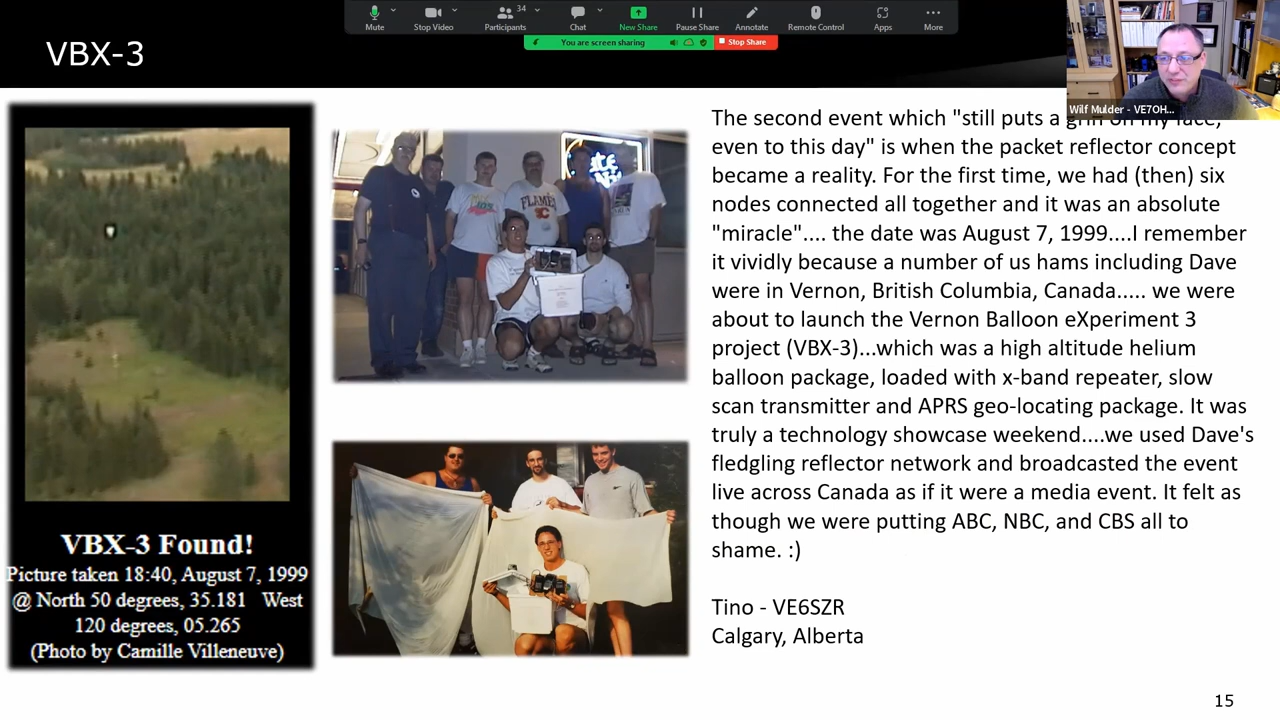 VBX-3
Mute
Stop Video
Participants
34
Chat
New Share
Pause Share
Annotate
Remote Control
Apps
More
You are screen sharing
Stop Share
Wilf Mulder - VE7OH...
FLAMES
VBX-3 Found!
Picture taken 18:40, August 7, 1999
@ North 50 degrees, 35.181 West
120 degrees, 05.265
(Photo by Camille Villeneuve)
The second event which "still puts a grin on my face,
even to this day" is when the packet reflector concept
became a reality. For the first time, we had (then) six
nodes connected all together and it was an absolute
"miracle".... the date was August 7, 1999....I remember
it vividly because a number of us hams including Dave
were in Vernon, British Columbia, Canada..... we were
about to launch the Vernon Balloon eXperiment 3
project (VBX-3)...which was a high altitude helium
balloon package, loaded with x-band repeater, slow
scan transmitter and APRS geo-locating package. It was
truly a technology showcase weekend....we used Dave's
fledgling reflector network and broadcasted the event
live across Canada as if it were a media event. It felt as
though we were putting ABC, NBC, and CBS all to
shame. :)
Tino - VE6SZR
Calgary, Alberta
15